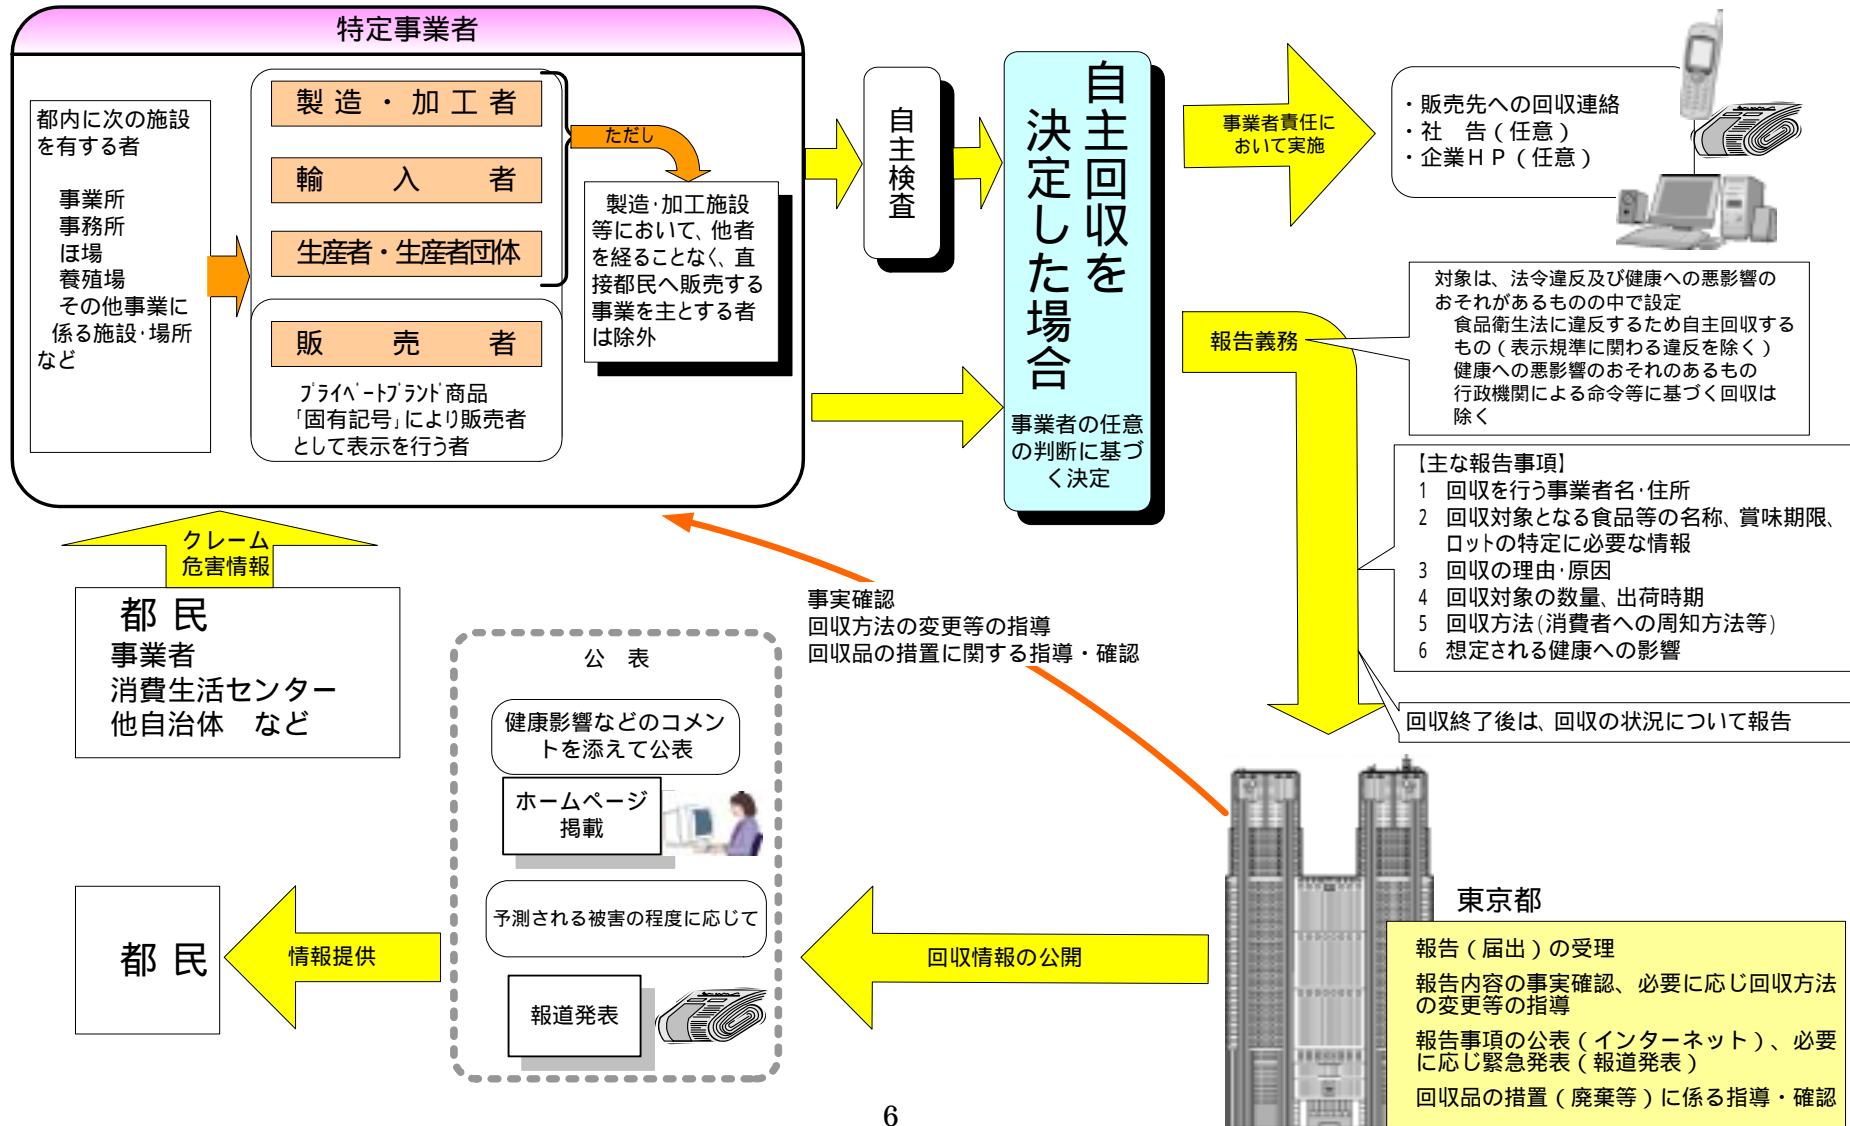 特定事業者
都内に次の施設
を有する者
事業所
事務所
ほ場
養殖場
その他事業に
係る施設・場所
など
製造・加工者
輸入者
生産者・生産者団体
販売者
プライベートブランド商品
「固有記号」により販売者
として表示を行う者
ただし
製造・加工施設
等において、他者
を経ることなく、直
接都民へ販売する
事業を主とする者
は除外
自主検査
自主回収を
決定した場合
事業者の任意
の判断に基づ
く決定
事業者責任に
おいて実施
・販売先への回収連絡
・社　告（任意）
・企業ＨＰ（任意）
報告義務
対象は、法令違反及び健康への悪影響の
おそれがあるものの中で設定
食品衛生法に違反するため自主回収する
もの（表示規準に関わる違反を除く）
健康への悪影響のおそれのあるもの
行政機関による命令等に基づく回収は
除く
【主な報告事項】
1　回収を行う事業者名・住所
2　回収対象となる食品等の名称、賞味期限、
ロットの特定に必要な情報
3　回収の理由・原因
4　回収対象の数量、出荷時期
5　回収方法(消費者への周知方法等)
6　想定される健康への影響
回収終了後は、回収の状況について報告
クレーム
危害情報
都民
事業者
消費生活センター
他自治体　など
事実確認
回収方法の変更等の指導
回収品の措置に関する指導・確認
公　表
健康影響などのコメン
トを添えて公表
ホームページ
掲載
予測される被害の程度に応じて
報道発表
都民
情報提供
回収情報の公開
東京都
報告（届出）の受理
報告内容の事実確認、必要に応じ回収方法
の変更等の指導
報告事項の公表（インターネット）、必要
に応じ緊急発表（報道発表）
回収品の措置（廃棄等）に係る指導・確認
6